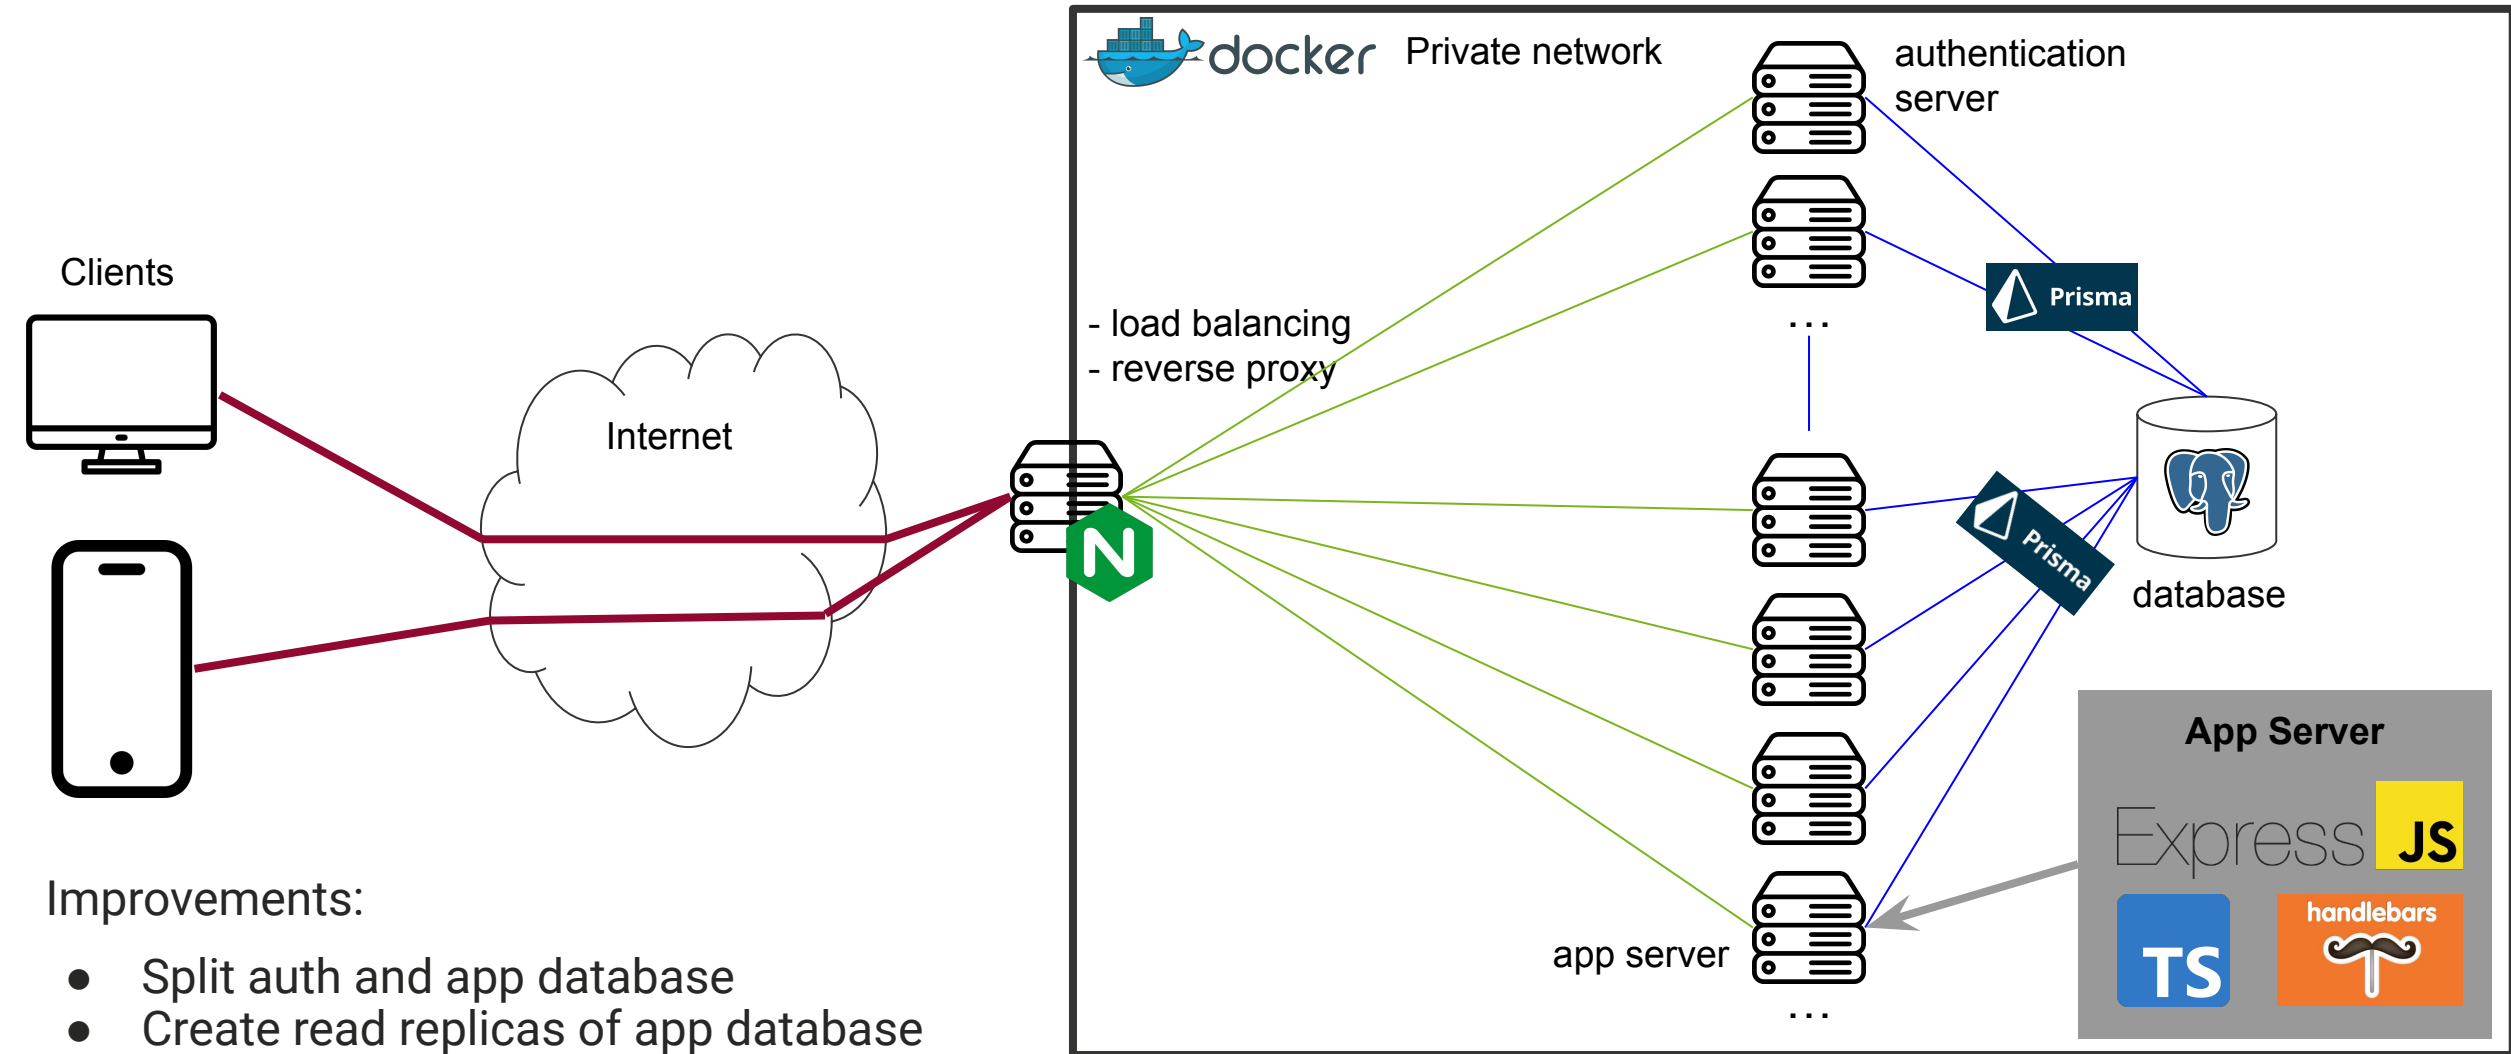 docker
Private network
authentication
server
Clients
- load balancing
- reverse proxy
Internet
...
Prisma
N
Prisma
database
App Server
Express
JS
handlebars
TS
app server
...
Improvements:
● Split auth and app database
● Create read replicas of app database